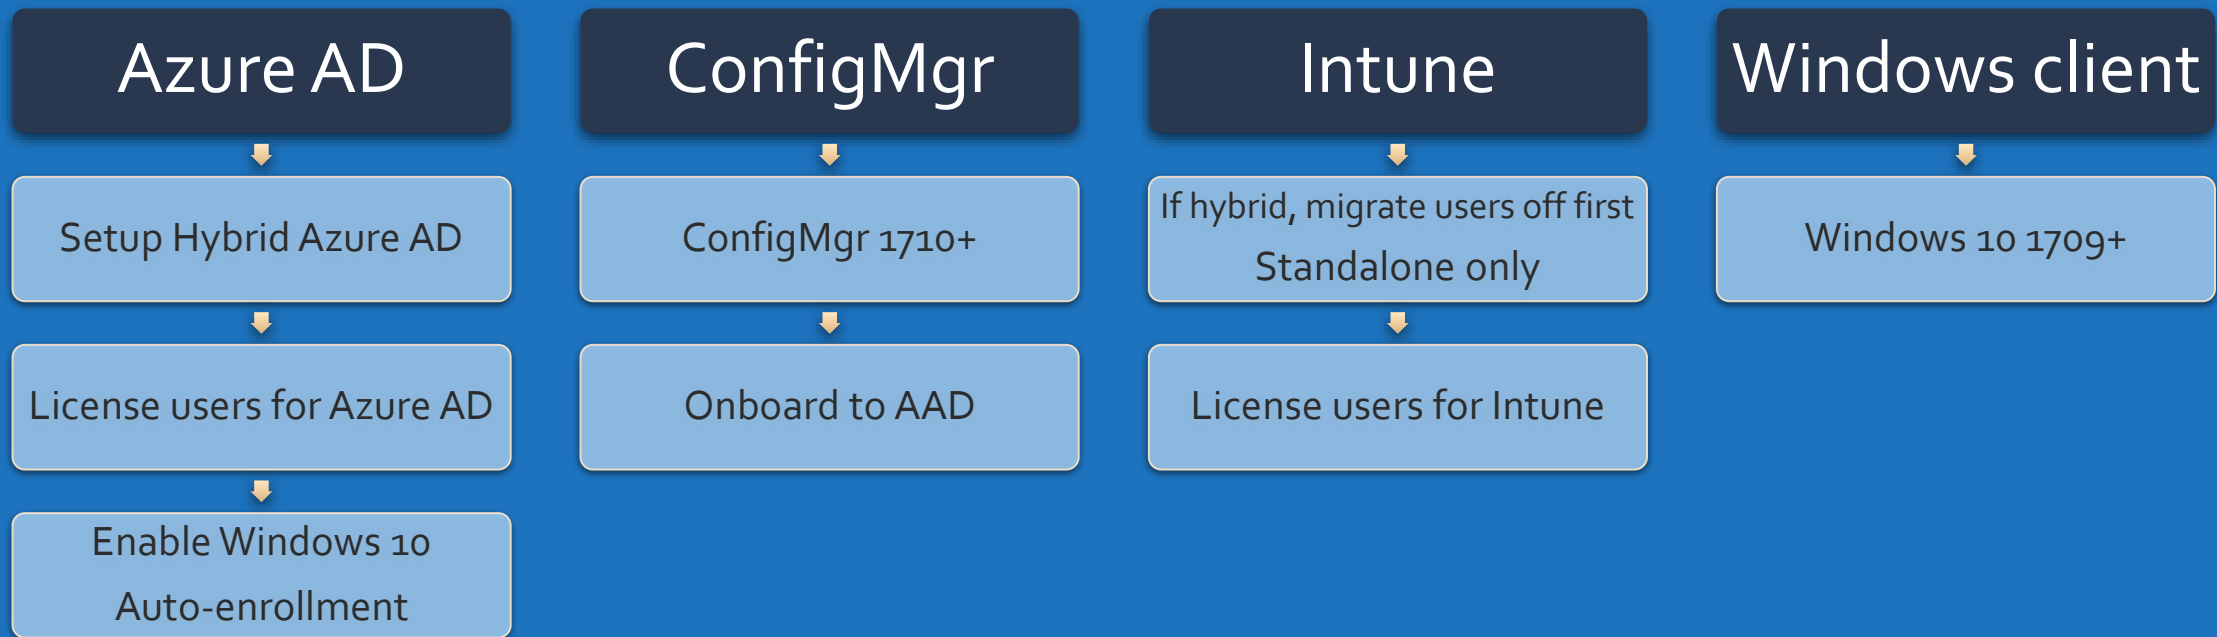 Azure AD
Setup Hybrid Azure AD
License users for Azure AD
Enable Windows 10
Auto-enrollment
ConfigMgr
ConfigMgr 1710+
Onboard to AAD
Intune
If hybrid, migrate users off first
Standalone only
License users for Intune
Windows client
Windows 10 1709+